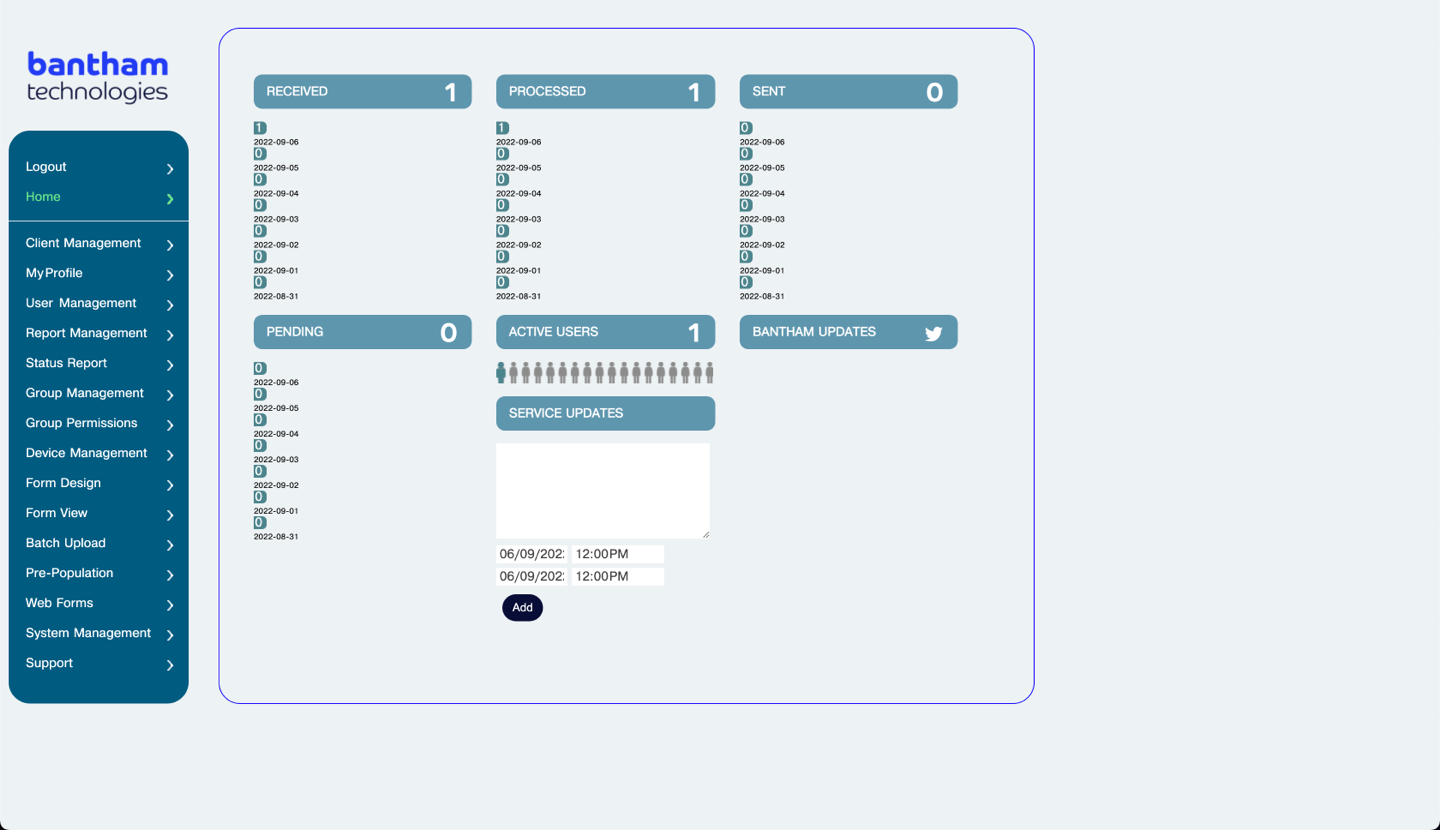 bantham
technologies
Logout
Home
Client Management
My Profile
User Management
Report Management
Status Report
Group Management
Group Permissions
Device Management
Form Design
Form View
Batch Upload
Pre-Population
Web Forms
System Management
Support
RECEIVED 1
1
2022-09-06
0
2022-09-05
0
2022-09-04
0
2022-09-03
0
2022-09-02
0
2022-09-01
0
2022-08-31
PROCESSED 1
1
2022-09-06
0
2022-09-05
0
2022-09-04
0
2022-09-03
0
2022-09-02
0
2022-09-01
0
2022-08-31
SENT 0
0
2022-09-06
0
2022-09-05
0
2022-09-04
0
2022-09-03
0
2022-09-02
0
2022-09-01
0
2022-08-31
PENDING 0
0
2022-09-06
0
2022-09-05
0
2022-09-04
0
2022-09-03
0
2022-09-02
0
2022-09-01
0
2022-08-31
ACTIVE USERS 1
SERVICE UPDATES
06/09/202 12:00PM
06/09/202 12:00PM
Add
BANTHAM UPDATES